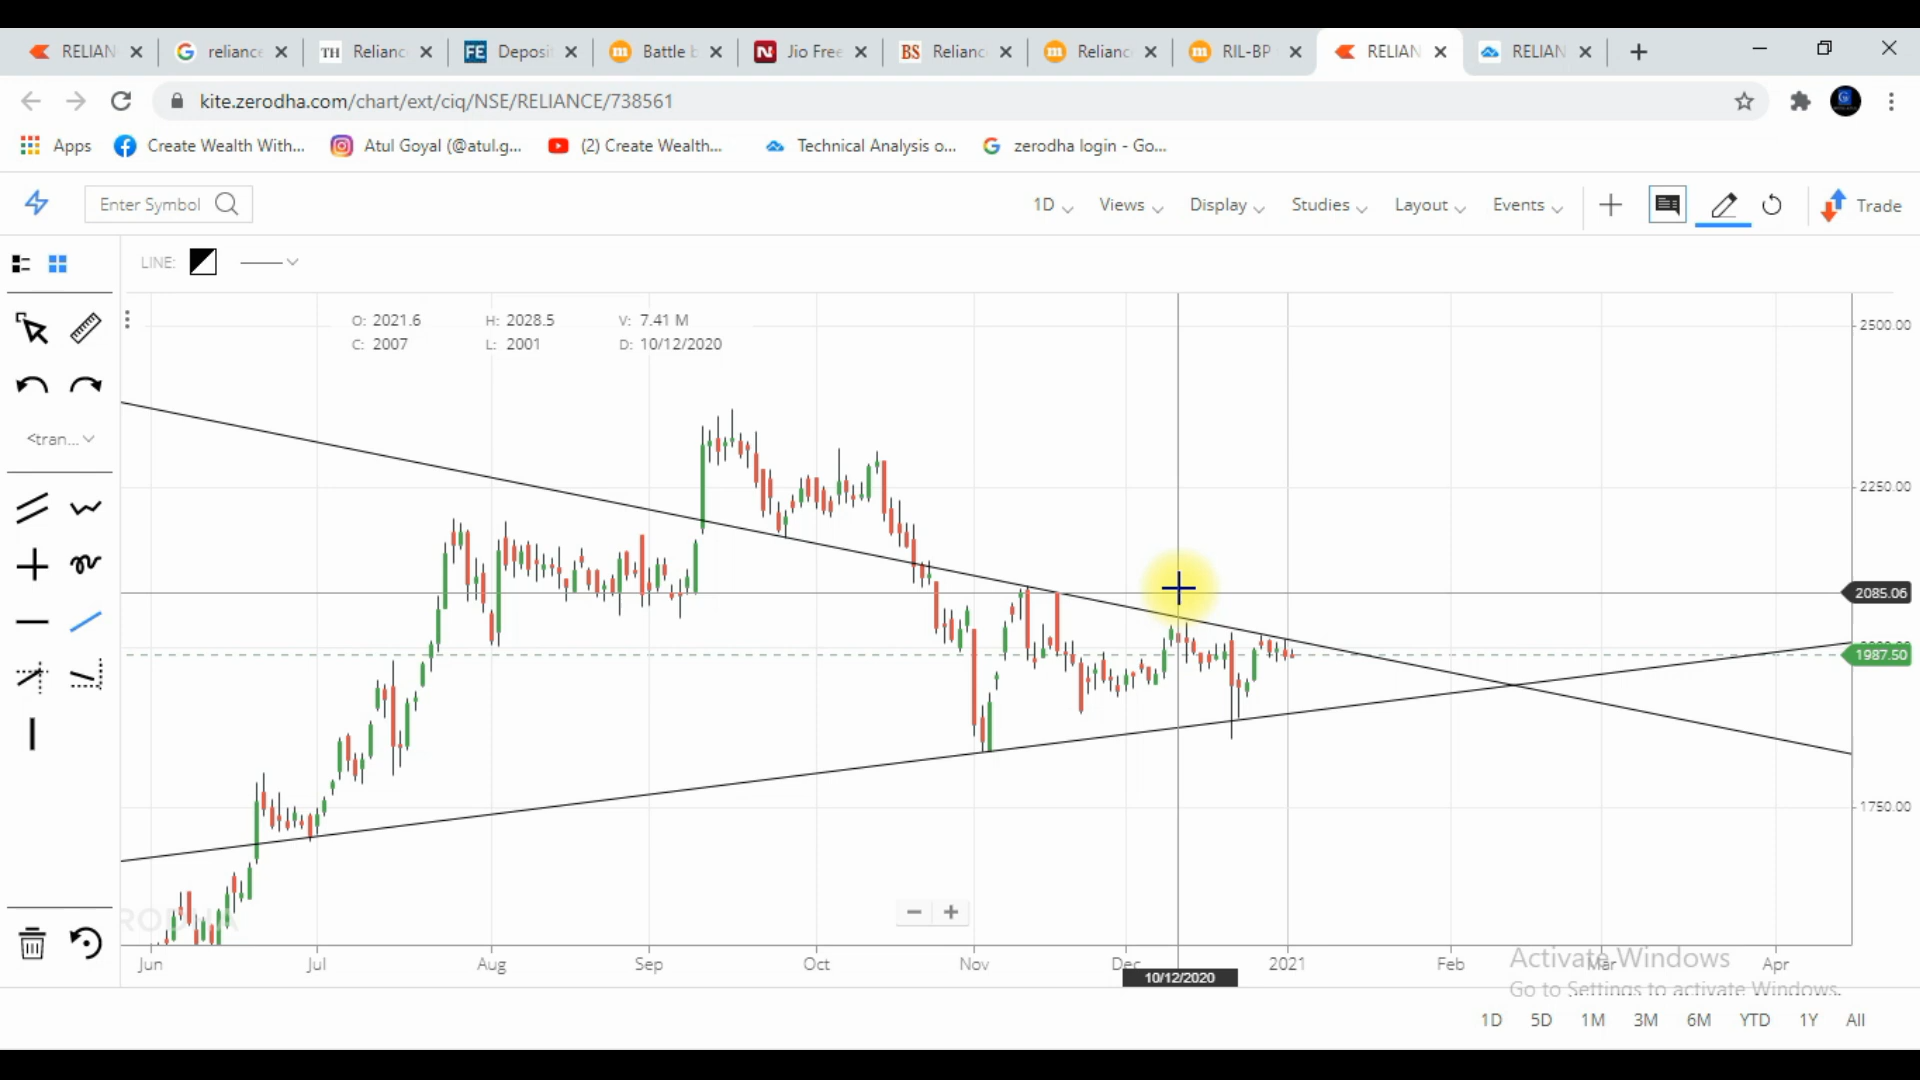 RELIAN
reliance
TH Relianc
FE Deposi
m Battle b
N Jio Free
BS Relianc
m Relianc
m RIL-BP
RELIAN
RELIAN
kite.zerodha.com/chart/ext/ciq/NSE/RELIANCE/738561
Apps
Create Wealth With...
Atul Goyal (@atul.g...
(2) Create Wealth...
Technical Analysis o...
zerodha login - Go...
Enter Symbol
1D Views Display Studies Layout Events Trade
LINE:
O: 2021.6 H: 2028.5 V: 7.41 M
C: 2007 L: 2001 D: 10/12/2020
<tran...
2500.00
2250.00
2085.06
1987.50
1750.00
Jun Jul Aug Sep Oct Nov Dec 2021 Feb Mar Apr
10/12/2020
Activate Windows
Go to Settings to activate Windows.
1D 5D 1M 3M 6M YTD 1Y All